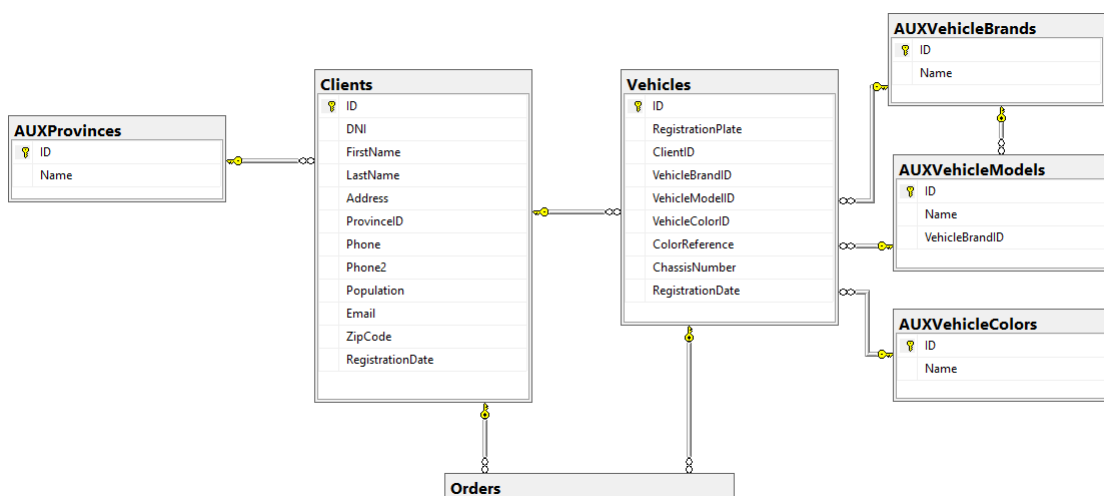 AUXProvinces
ID
Name
Clients
ID
DNI
FirstName
LastName
Address
ProvinceID
Phone
Phone2
Population
Email
ZipCode
RegistrationDate
Vehicles
ID
RegistrationPlate
ClientID
VehicleBrandID
VehicleModelID
VehicleColorID
ColorReference
ChassisNumber
RegistrationDate
AUXVehicleBrands
ID
Name
AUXVehicleModels
ID
Name
VehicleBrandID
AUXVehicleColors
ID
Name
Orders